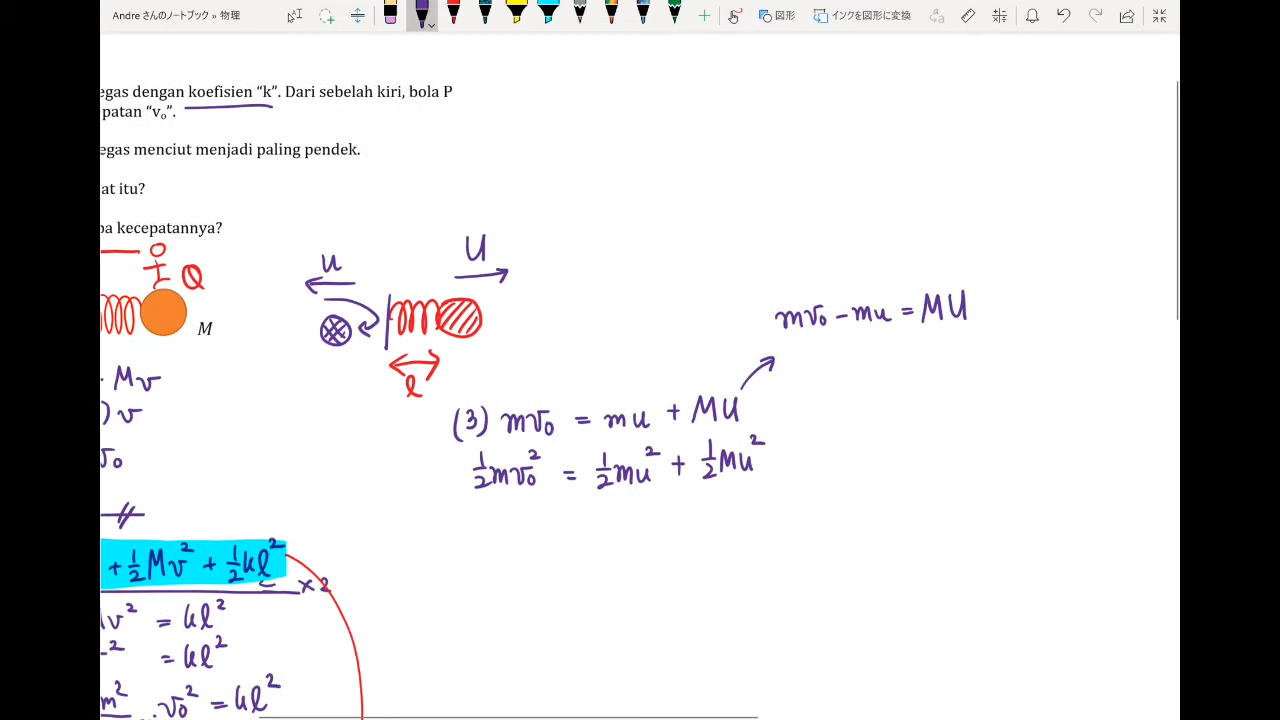 Andre さんのノートブック » 物理
図形
インクを図形に変換
egas dengan koefisien “k”. Dari sebelah kiri, bola P
patan “v₀”.
egas menciut menjadi paling pendek.
at itu?
pa kecepatannya?
Q
M
u
U
l
mv₀ - mu = MU
· Mv
) v
v₀
(3) mv₀ = mu + MU
½mv₀² = ½mu² + ½Mu²
+ ½Mv² + ½kl²
×2
Mv² = kl²
= kl²
m² . v₀² = kl²